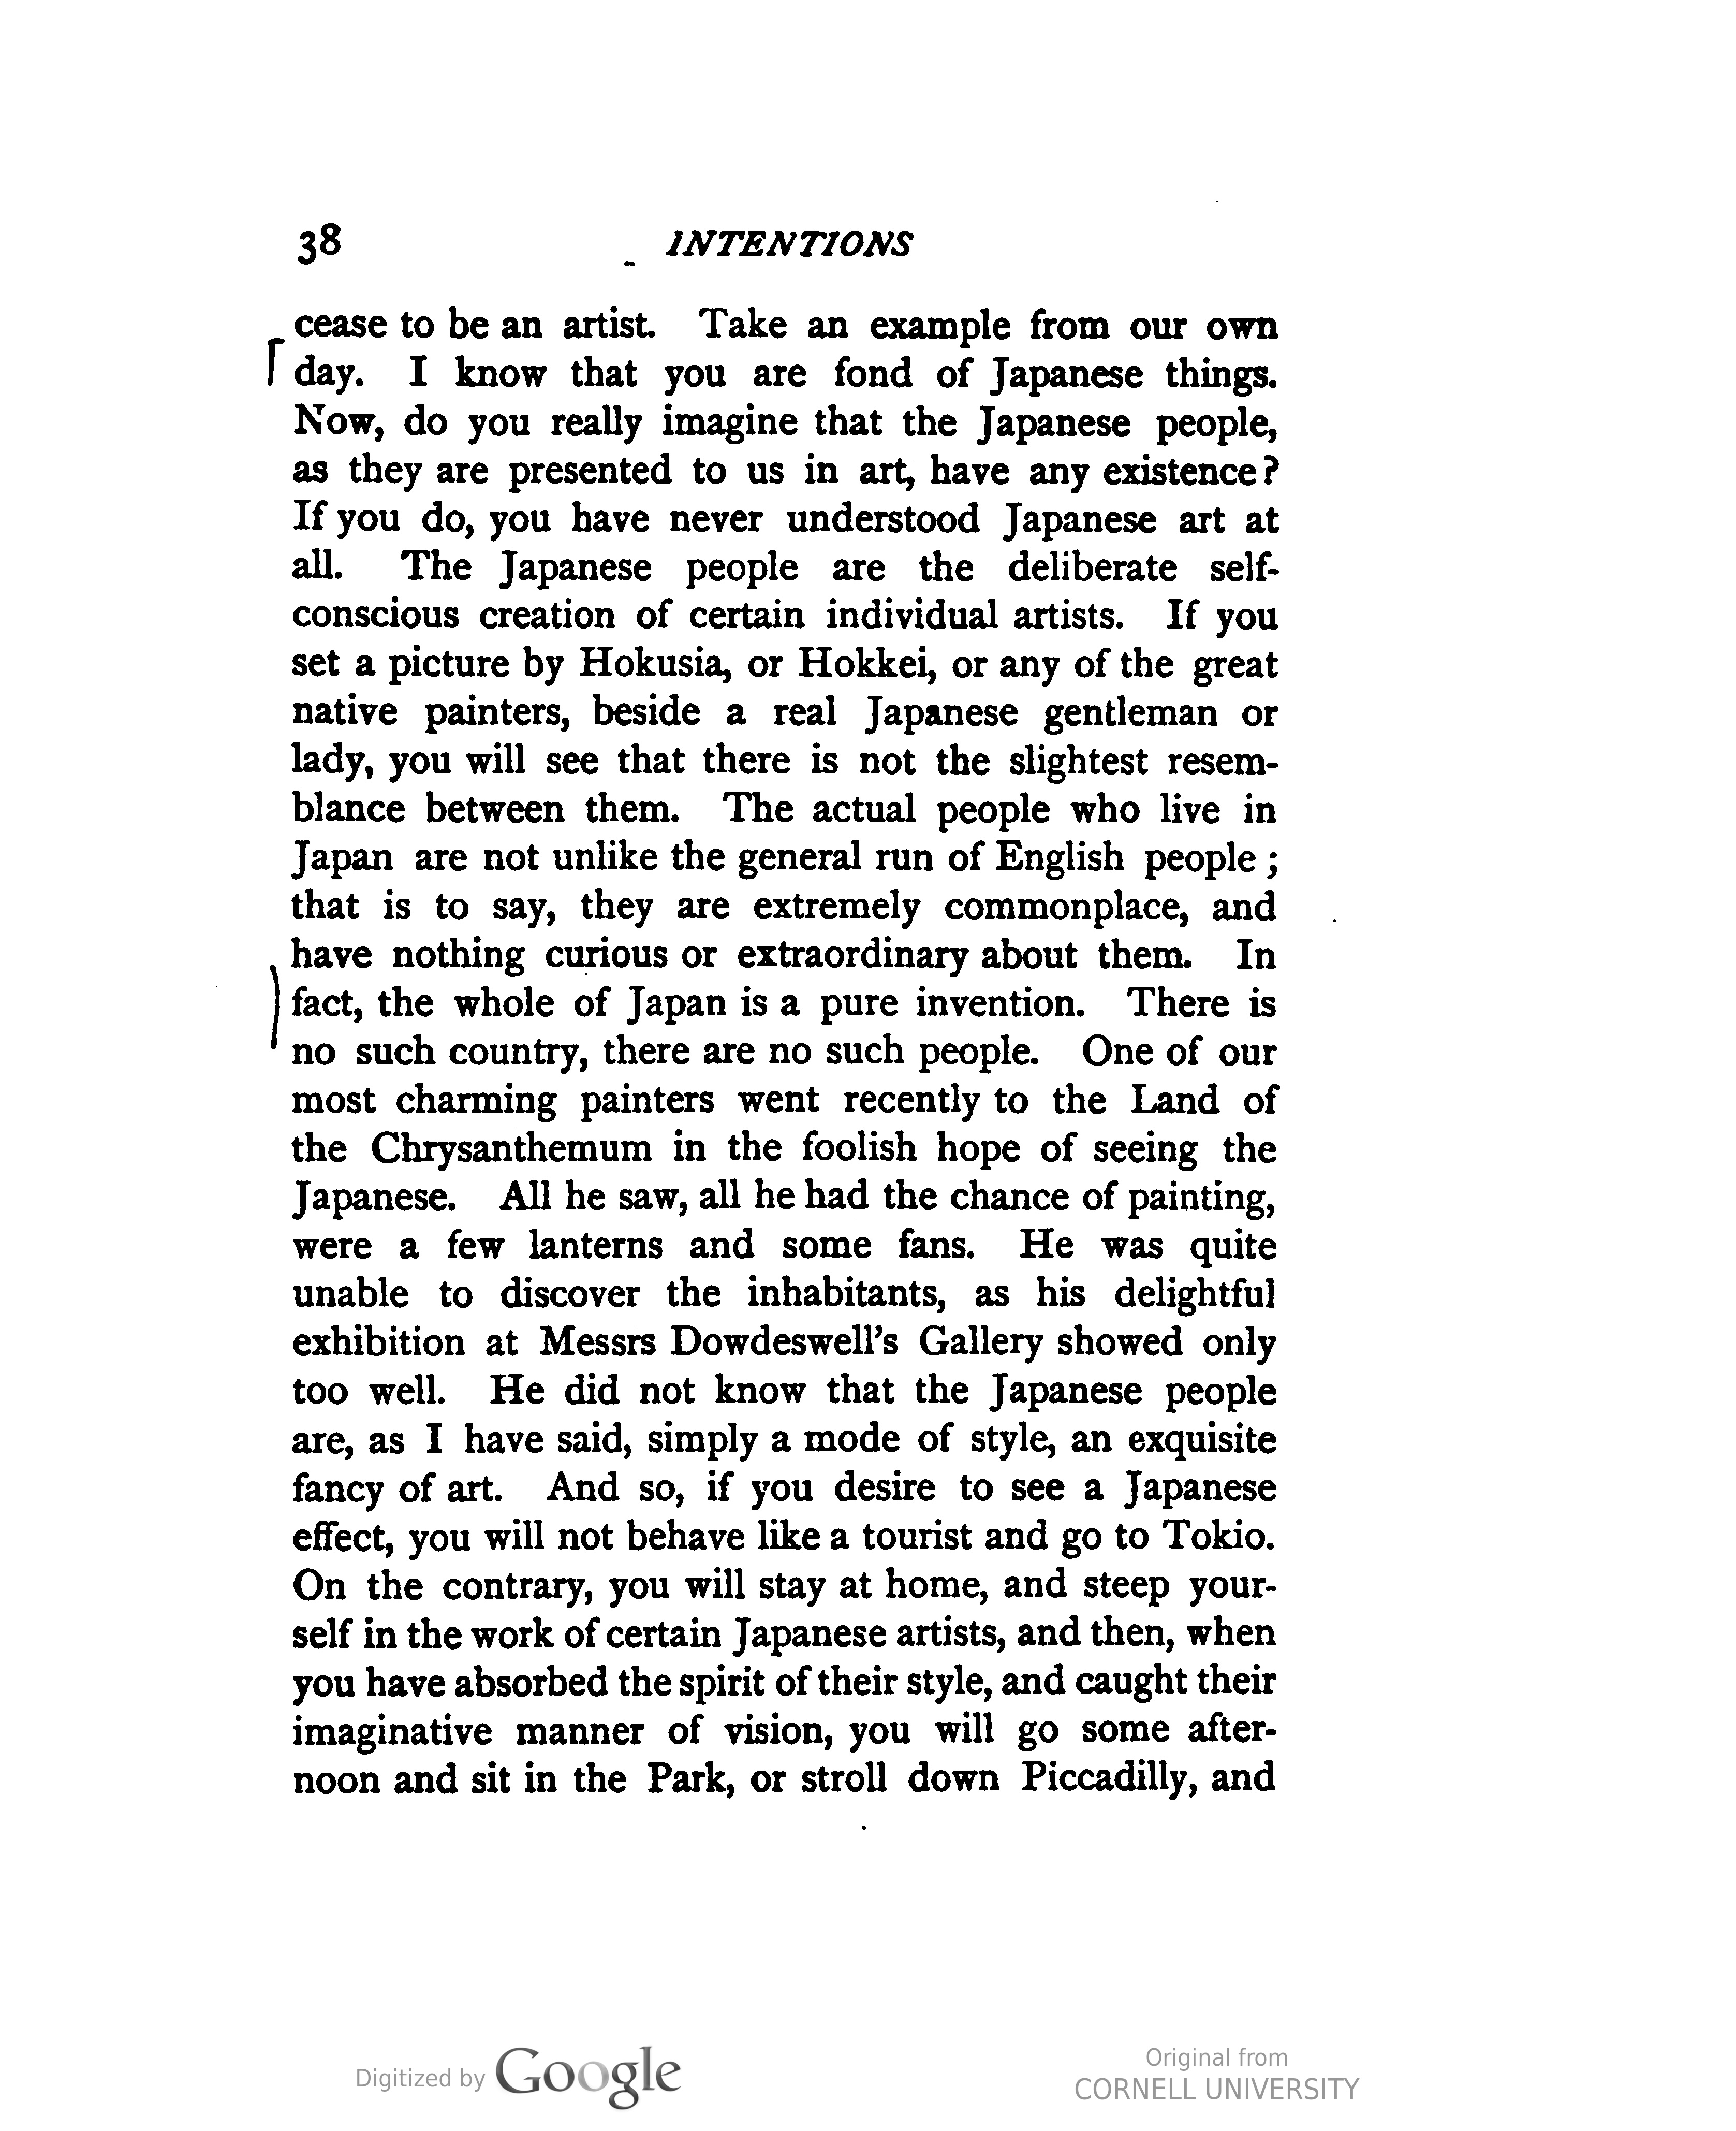 38 INTENTIONS
cease to be an artist. Take an example from our own
day. I know that you are fond of Japanese things.
Now, do you really imagine that the Japanese people,
as they are presented to us in art, have any existence?
If you do, you have never understood Japanese art at
all. The Japanese people are the deliberate self-
conscious creation of certain individual artists. If you
set a picture by Hokusia, or Hokkei, or any of the great
native painters, beside a real Japanese gentleman or
lady, you will see that there is not the slightest resem-
blance between them. The actual people who live in
Japan are not unlike the general run of English people ;
that is to say, they are extremely commonplace, and
have nothing curious or extraordinary about them. In
fact, the whole of Japan is a pure invention. There is
no such country, there are no such people. One of our
most charming painters went recently to the Land of
the Chrysanthemum in the foolish hope of seeing the
Japanese. All he saw, all he had the chance of painting,
were a few lanterns and some fans. He was quite
unable to discover the inhabitants, as his delightful
exhibition at Messrs Dowdeswell's Gallery showed only
too well. He did not know that the Japanese people
are, as I have said, simply a mode of style, an exquisite
fancy of art. And so, if you desire to see a Japanese
effect, you will not behave like a tourist and go to Tokio.
On the contrary, you will stay at home, and steep your-
self in the work of certain Japanese artists, and then, when
you have absorbed the spirit of their style, and caught their
imaginative manner of vision, you will go some after-
noon and sit in the Park, or stroll down Piccadilly, and
Digitized by Google
Original from
CORNELL UNIVERSITY